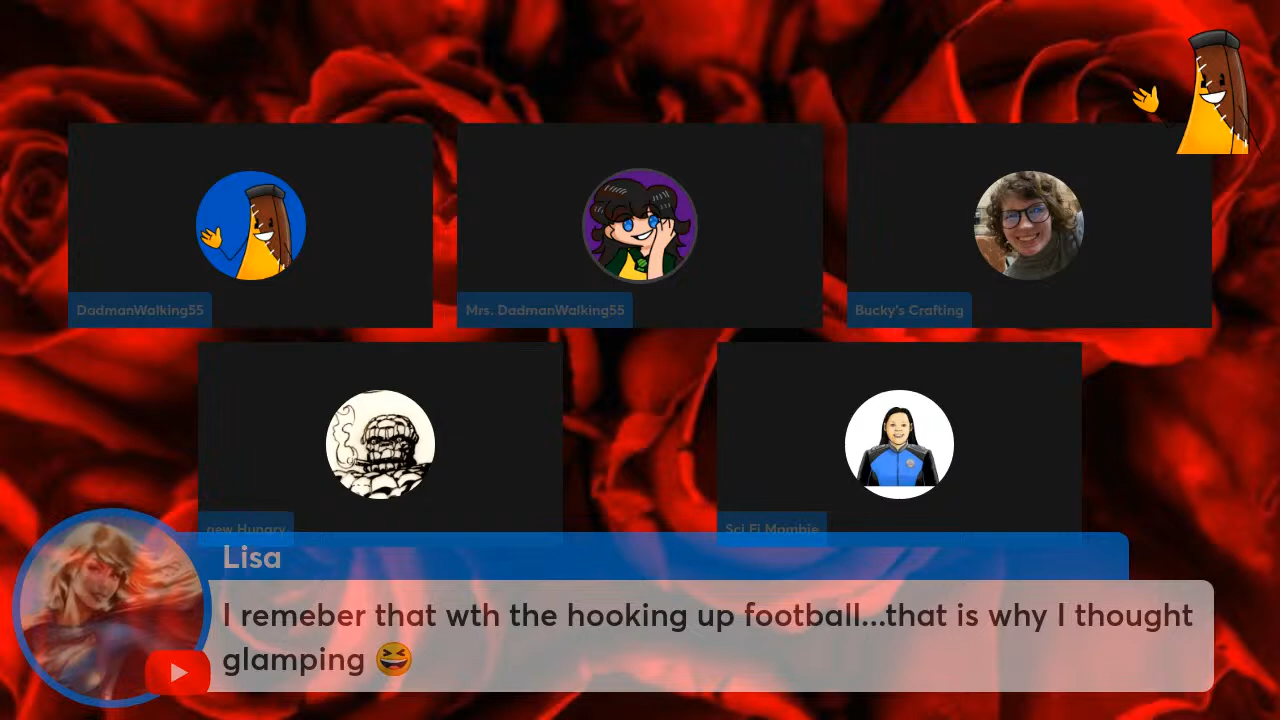 DadmanWalking55
Mrs. DadmanWalking55
Bucky's Crafting
new Hungry
Sci Fi Mombie
Lisa
I remeber that wth the hooking up football...that is why I thought
glamping 😆